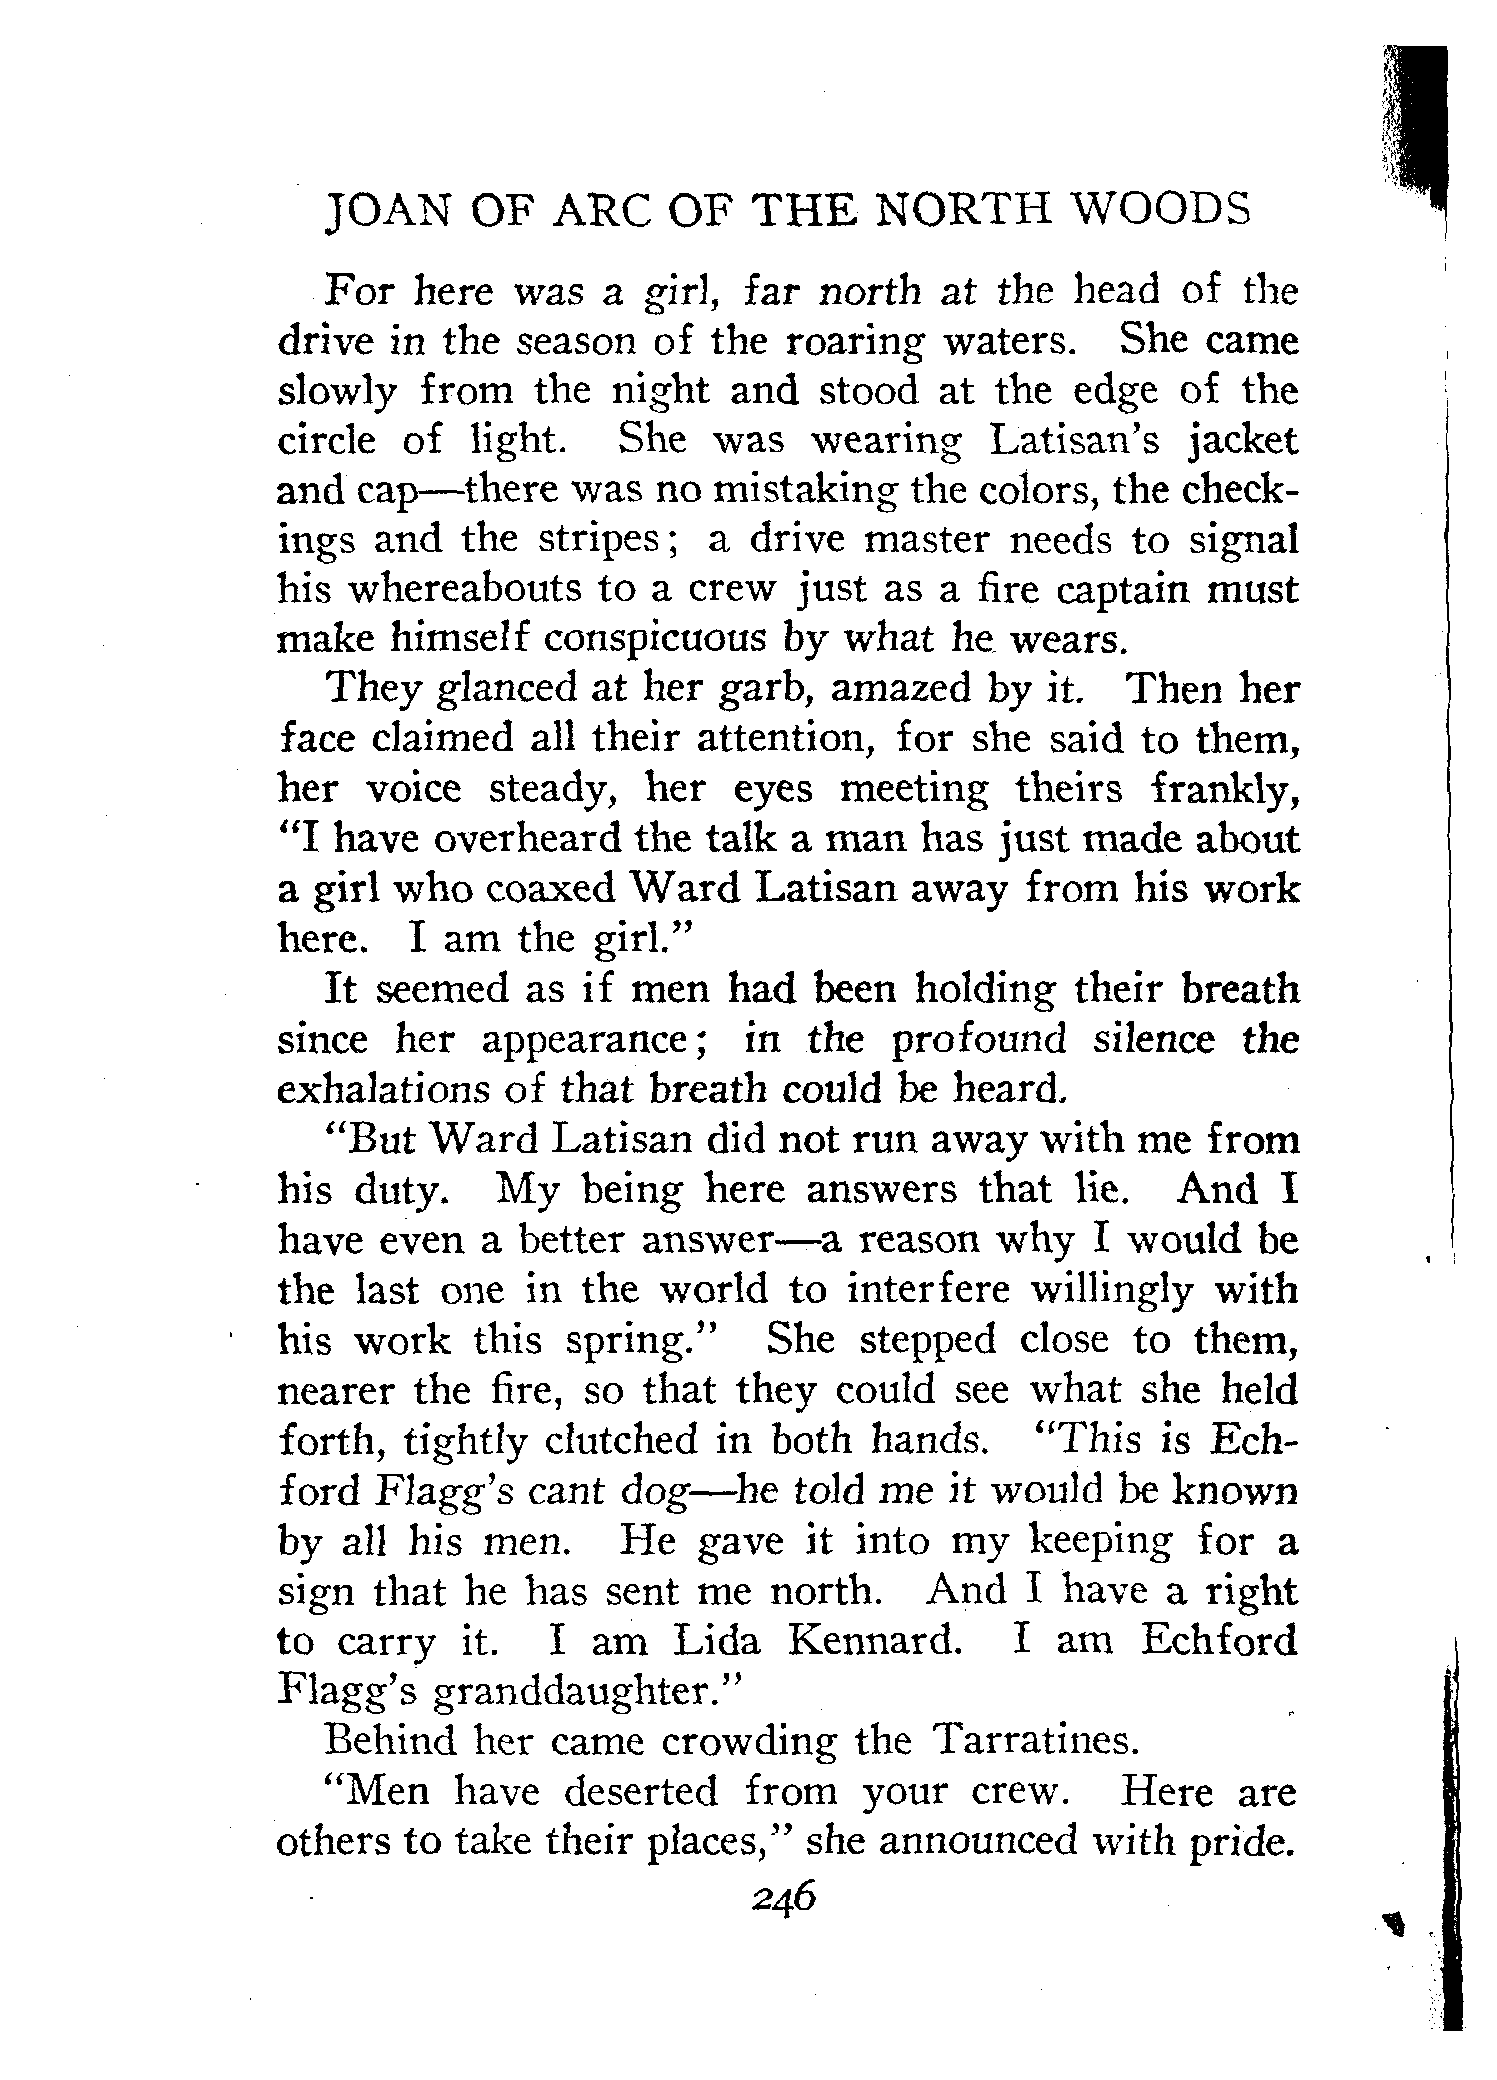 JOAN OF ARC OF THE NORTH WOODS
For here was a girl, far north at the head of the
drive in the season of the roaring waters. She came
slowly from the night and stood at the edge of the
circle of light. She was wearing Latisan's jacket
and cap—there was no mistaking the colors, the check-
ings and the stripes; a drive master needs to signal
his whereabouts to a crew just as a fire captain must
make himself conspicuous by what he wears.
They glanced at her garb, amazed by it. Then her
face claimed all their attention, for she said to them,
her voice steady, her eyes meeting theirs frankly,
“I have overheard the talk a man has just made about
a girl who coaxed Ward Latisan away from his work
here. I am the girl.”
It seemed as if men had been holding their breath
since her appearance; in the profound silence the
exhalations of that breath could be heard.
“But Ward Latisan did not run away with me from
his duty. My being here answers that lie. And I
have even a better answer—a reason why I would be
the last one in the world to interfere willingly with
his work this spring.” She stepped close to them,
nearer the fire, so that they could see what she held
forth, tightly clutched in both hands. “This is Ech-
ford Flagg's cant dog—he told me it would be known
by all his men. He gave it into my keeping for a
sign that he has sent me north. And I have a right
to carry it. I am Lida Kennard. I am Echford
Flagg's granddaughter.”
Behind her came crowding the Tarratines.
“Men have deserted from your crew. Here are
others to take their places,” she announced with pride.
246